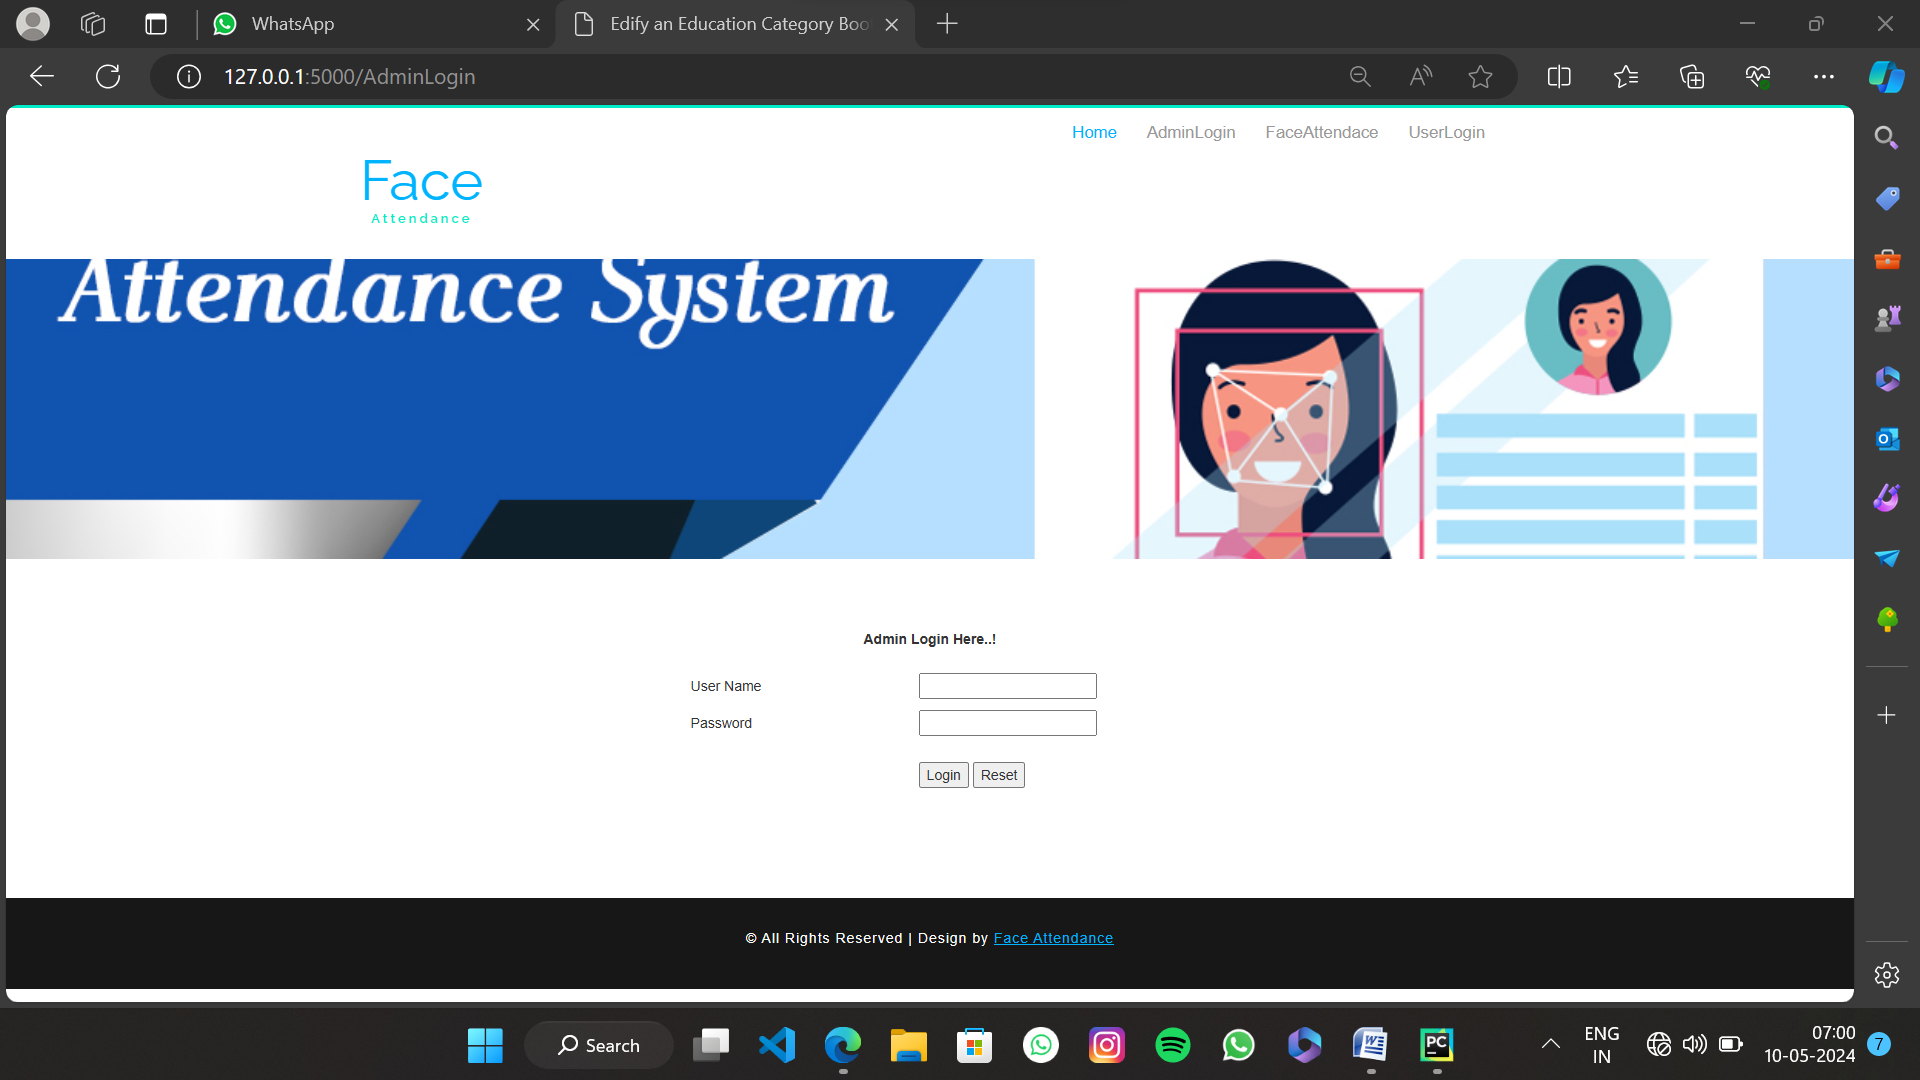 WhatsApp
Edify an Education Category Boo
127.0.0.1:5000/AdminLogin
Home AdminLogin FaceAttendace UserLogin
Face
Attendance
Attendance System
Admin Login Here..!
User Name
Password
Login Reset
© All Rights Reserved | Design by Face Attendance
Search
ENG
IN
07:00
10-05-2024
7